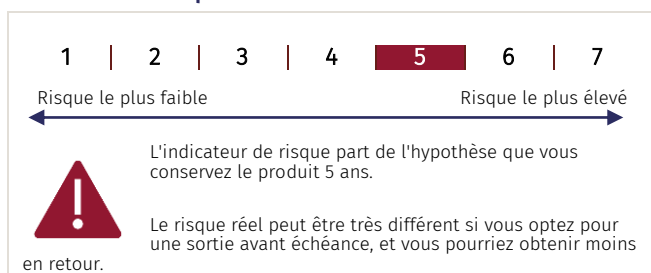 1 | 2 | 3 | 4 | 5 | 6 | 7
Risque le plus faible Risque le plus élevé
L'indicateur de risque part de l'hypothèse que vous
conservez le produit 5 ans.
Le risque réel peut être très différent si vous optez pour
une sortie avant échéance, et vous pourriez obtenir moins
en retour.